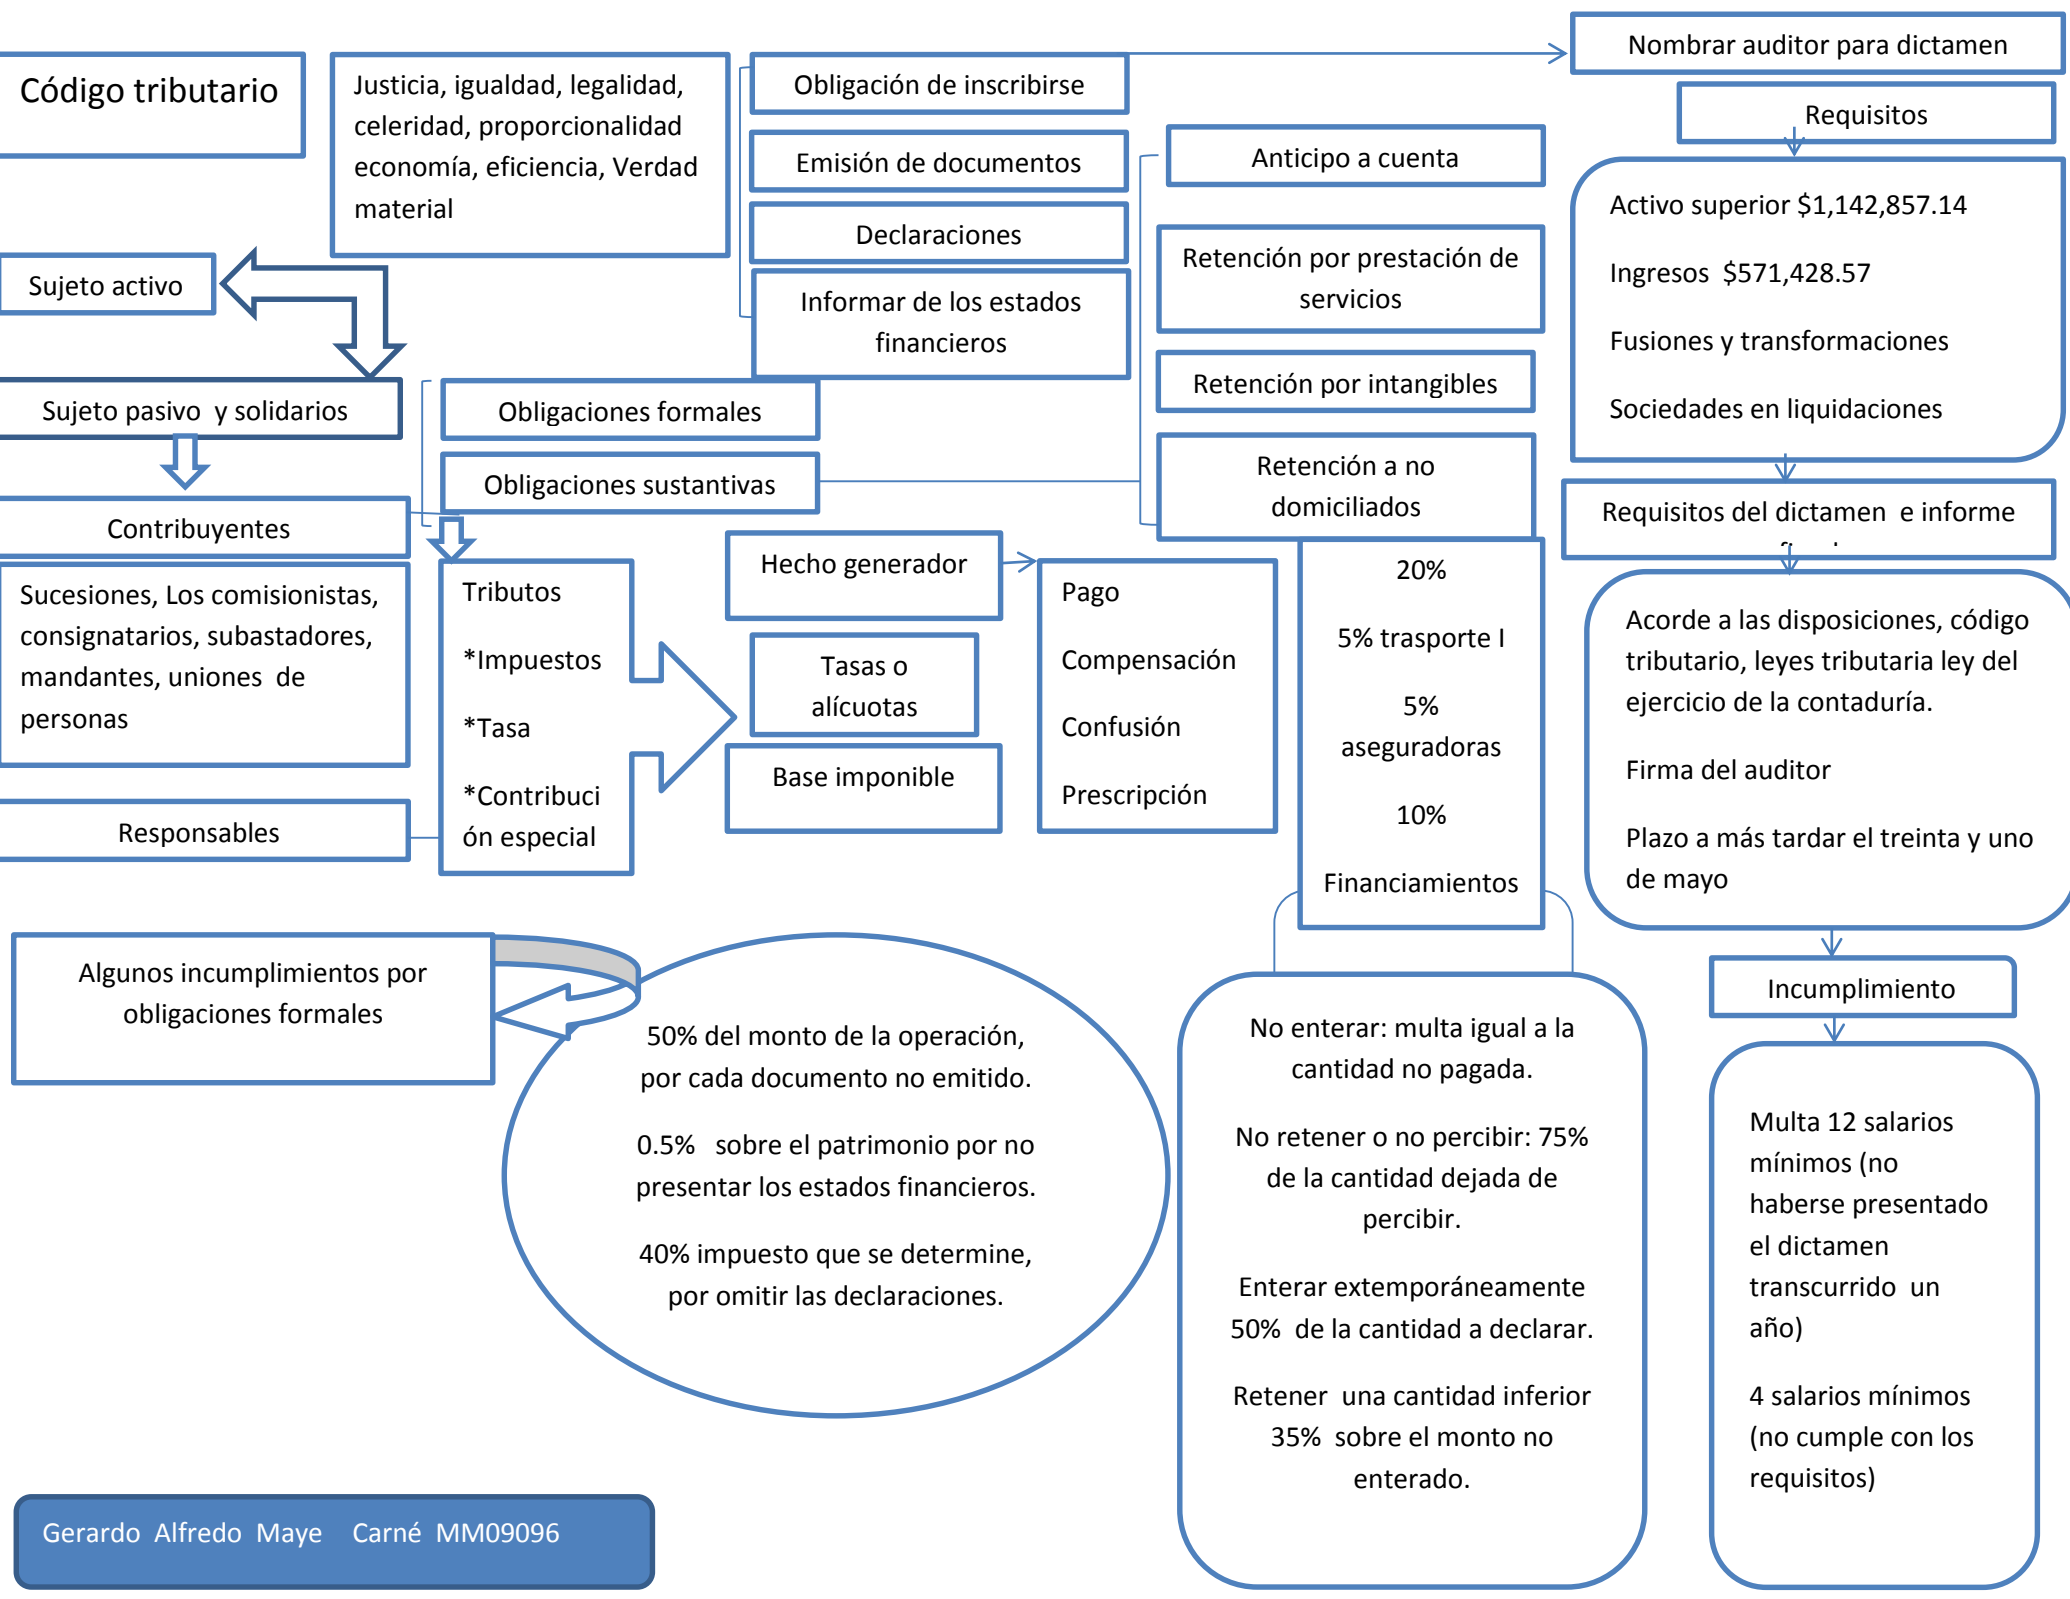 Código tributario
Justicia, igualdad, legalidad,
celeridad, proporcionalidad
economía, eficiencia, Verdad
material
Obligación de inscribirse
Emisión de documentos
Declaraciones
Informar de los estados
financieros
Nombrar auditor para dictamen
Requisitos
Activo superior $1,142,857.14
Ingresos  $571,428.57
Fusiones y transformaciones
Sociedades en liquidaciones
Anticipo a cuenta
Retención por prestación de
servicios
Retención por intangibles
Retención a no
domiciliados
Sujeto activo
Sujeto pasivo  y solidarios
Obligaciones formales
Obligaciones sustantivas
Contribuyentes
Sucesiones, Los comisionistas,
consignatarios, subastadores,
mandantes, uniones  de
personas
Responsables
Tributos
*Impuestos
*Tasa
*Contribuci
ón especial
Hecho generador
Tasas o
alícuotas
Base imponible
Pago
Compensación
Confusión
Prescripción
20%
5% trasporte I
5%
aseguradoras
10%
Financiamientos
Requisitos del dictamen  e informe
Acorde a las disposiciones, código
tributario, leyes tributaria ley del
ejercicio de la contaduría.
Firma del auditor
Plazo a más tardar el treinta y uno
de mayo
Incumplimiento
Multa 12 salarios
mínimos (no
haberse presentado
el dictamen
transcurrido  un
año)
4 salarios mínimos
(no cumple con los
requisitos)
Algunos incumplimientos por
obligaciones formales
50% del monto de la operación,
por cada documento no emitido.
0.5%   sobre el patrimonio por no
presentar los estados financieros.
40% impuesto que se determine,
por omitir las declaraciones.
No enterar: multa igual a la
cantidad no pagada.
No retener o no percibir: 75%
de la cantidad dejada de
percibir.
Enterar extemporáneamente
50%  de la cantidad a declarar.
Retener  una cantidad inferior
35%  sobre el monto no
enterado.
Gerardo  Alfredo  Maye    Carné  MM09096